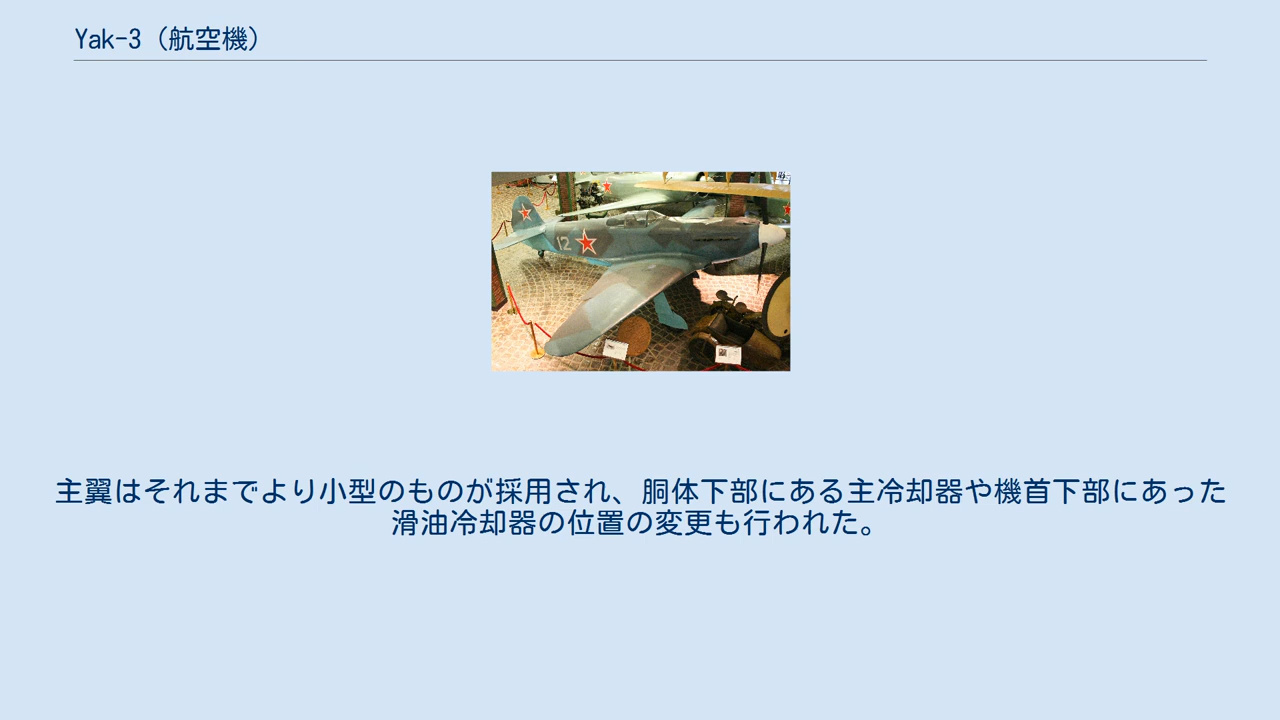 Yak-3（航空機）
12
主翼はそれまでより小型のものが採用され、胴体下部にある主冷却器や機首下部にあった
滑油冷却器の位置の変更も行われた。